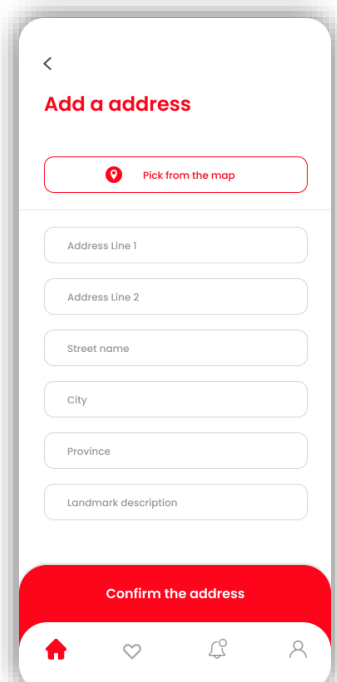 Add a address
Pick from the map
Address Line 1
Address Line 2
Street name
City
Province
Landmark description
Confirm the address